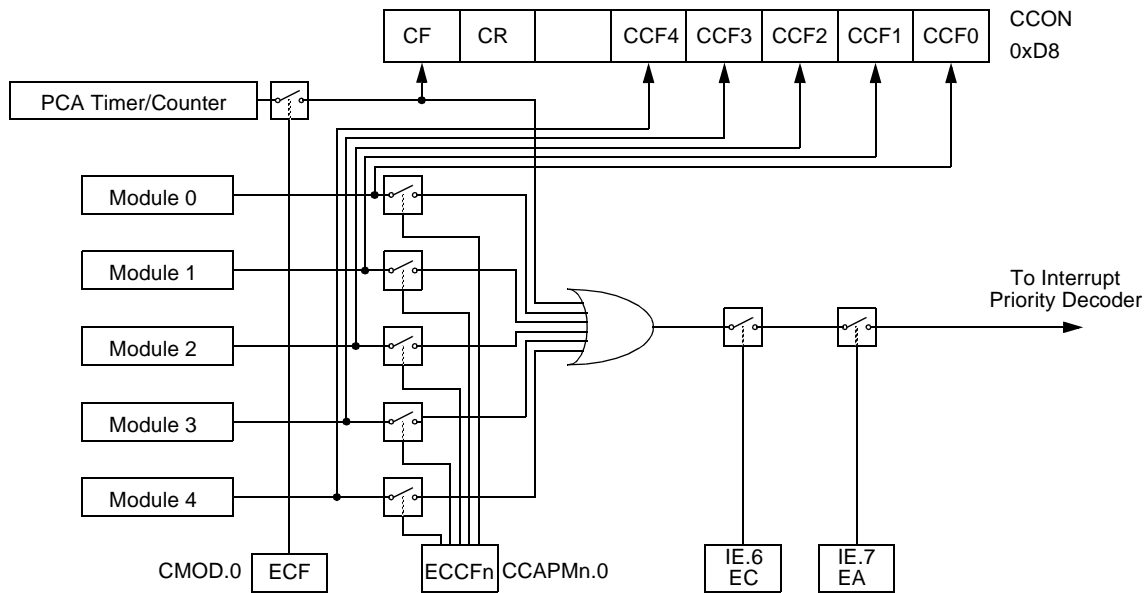 CF CR CCF4 CCF3 CCF2 CCF1 CCF0
CCON
0xD8
PCA Timer/Counter
Module 0
Module 1
Module 2
Module 3
Module 4
To Interrupt
Priority Decoder
CMOD.0
ECF
ECCFn
CCAPMn.0
IE.6
EC
IE.7
EA